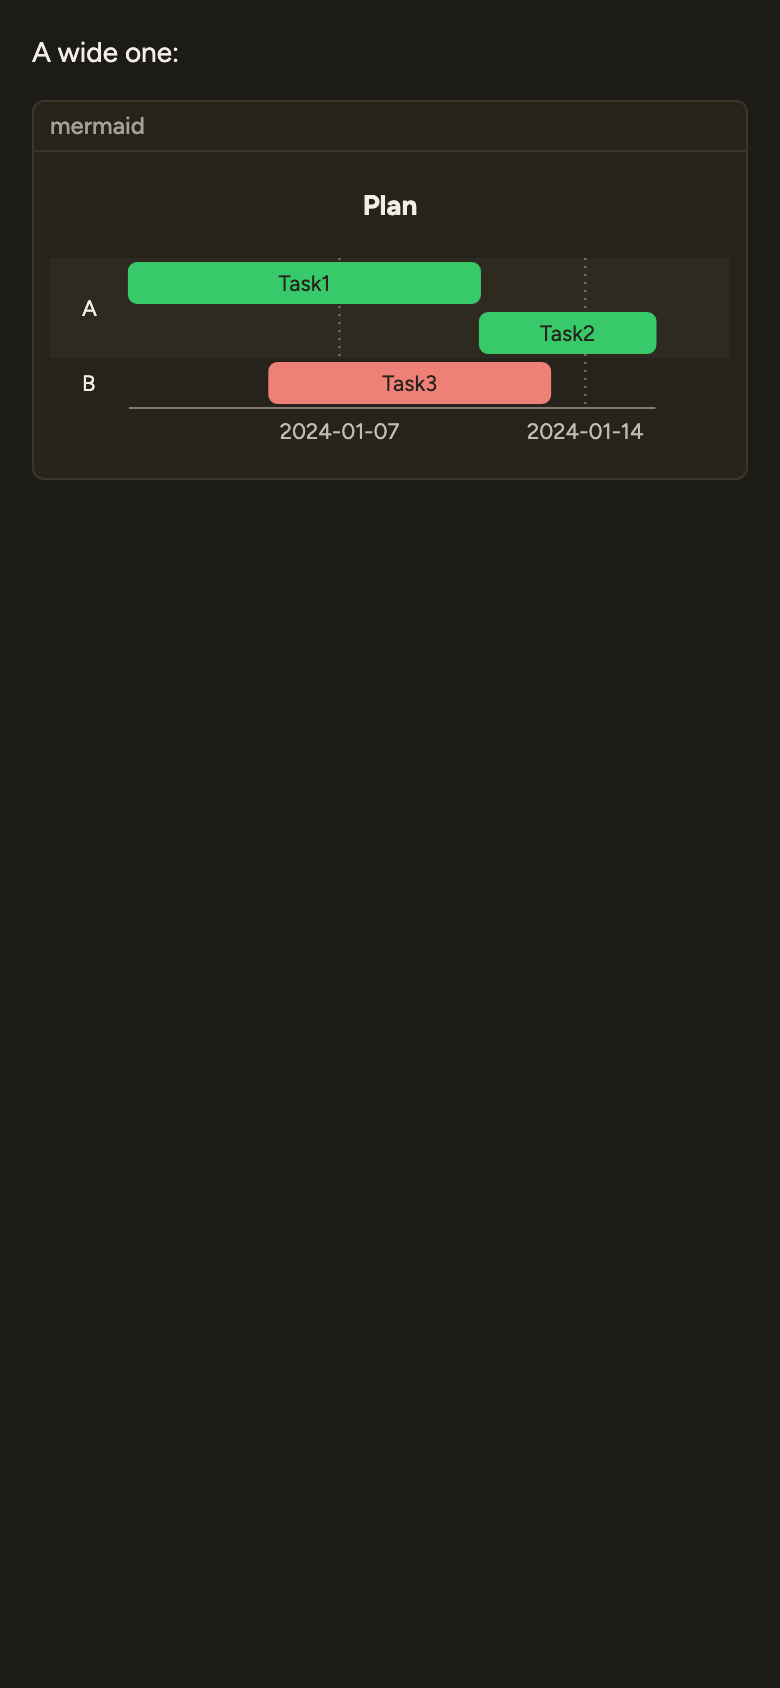 A wide one:
mermaid
Plan
Task1
A
Task2
B
Task3
2024-01-07
2024-01-14